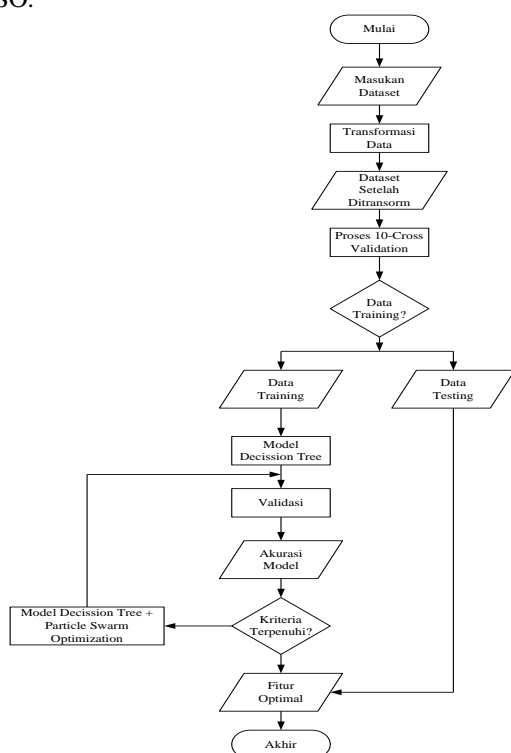 SO.
Mulai
Masukan
Dataset
Transformasi
Data
Dataset
Setelah
Ditransorm
Proses 10-Cross
Validation
Data
Training?
Data
Training
Data
Testing
Model
Decission Tree
Validasi
Akurasi
Model
Kriteria
Terpenuhi?
Model Decission Tree +
Particle Swarm
Optimization
Fitur
Optimal
Akhir